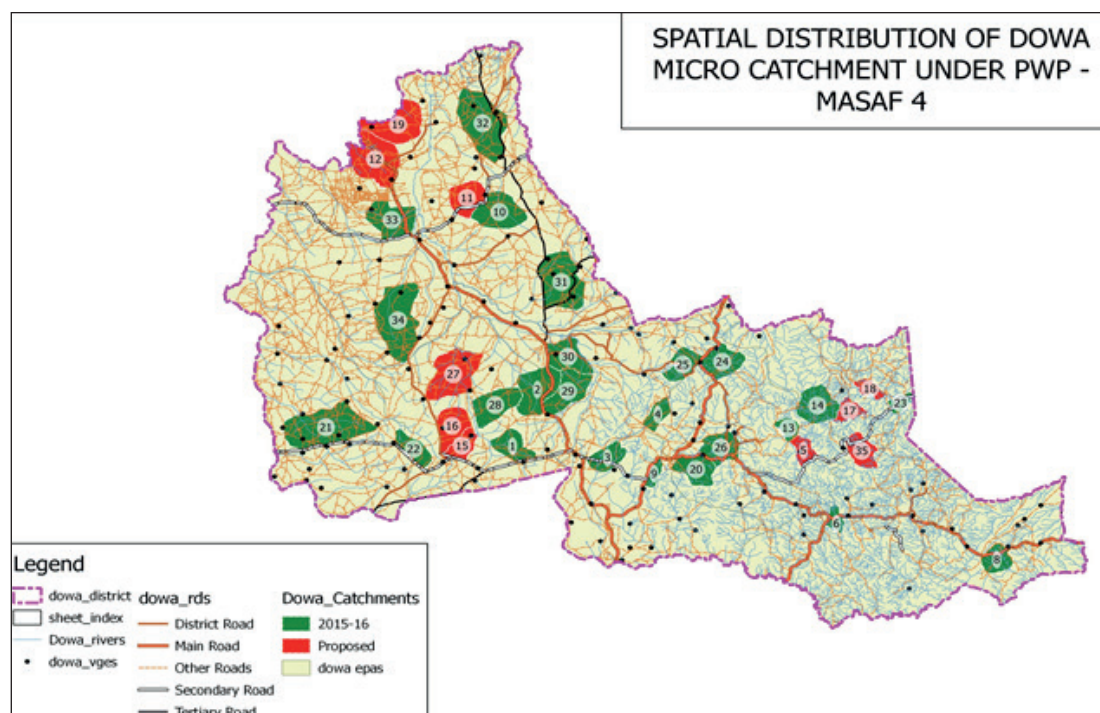 SPATIAL DISTRIBUTION OF DOWA
MICRO CATCHMENT UNDER PWP -
MASAF 4
19
32
12
11
10
33
31
34
30
25
24
27
2
29
18
28
14
17
23
4
16
21
13
15
1
26
22
5
35
3
9
20
6
8
Legend
dowa_district
sheet_index
Dowa_rivers
dowa_vges
dowa_rds
District Road
Main Road
Other Roads
Secondary Road
Tertiary Road
Dowa_Catchments
2015-16
Proposed
dowa epas